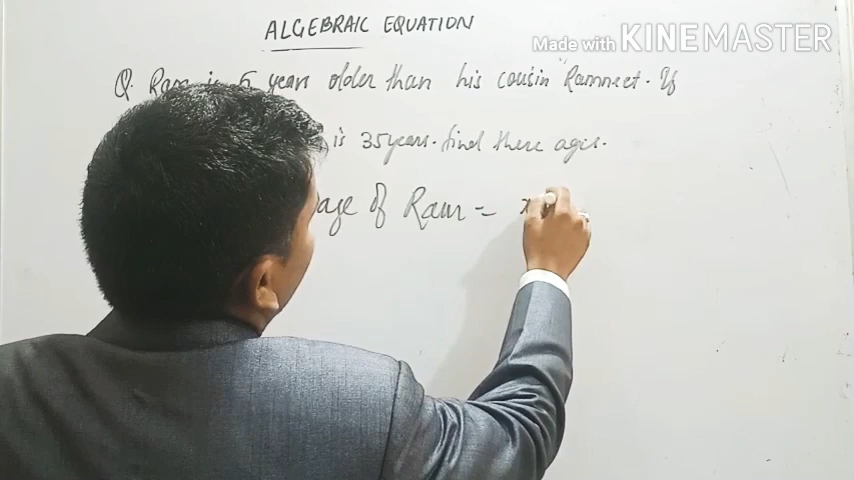 ALGEBRAIC EQUATION
Made with KINEMASTER
Q. Ram is 5 years older than his cousin "Ramneet. If
is 35 years. find there ages.
age of Ram = x